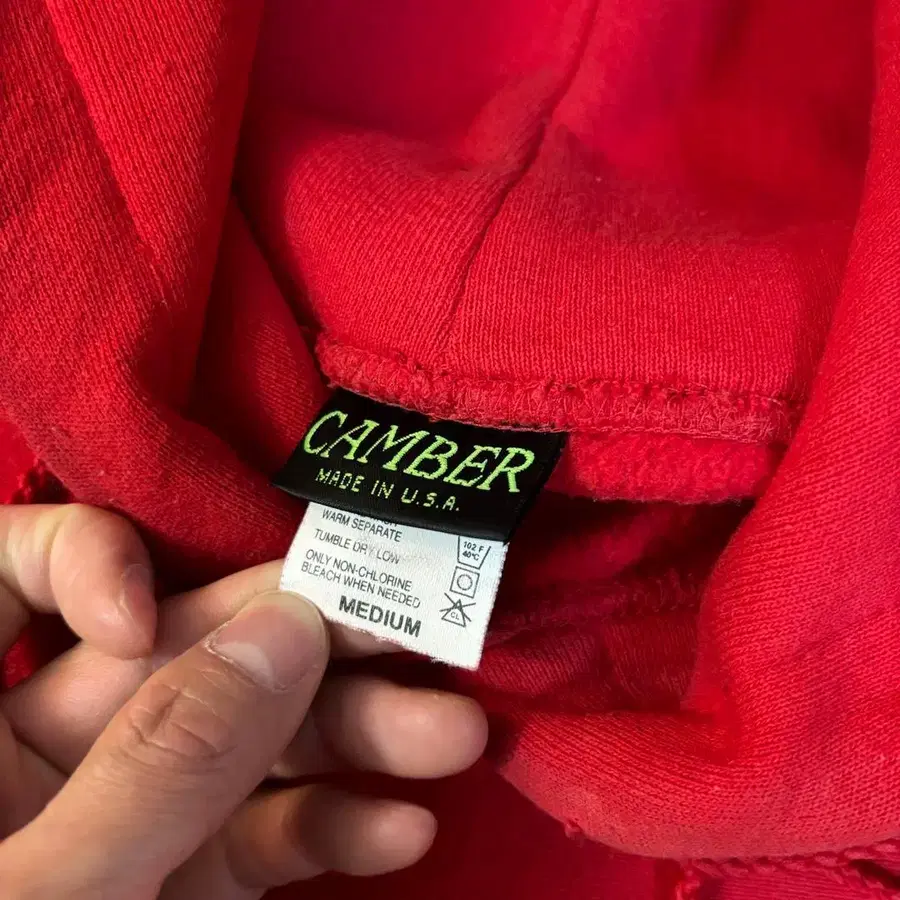 CAMBER
MADE IN U.S.A.
WARM SEPARATE
TUMBLE DRY LOW
ONLY NON-CHLORINE
BLEACH WHEN NEEDED
MEDIUM
102 F
40°C
CL